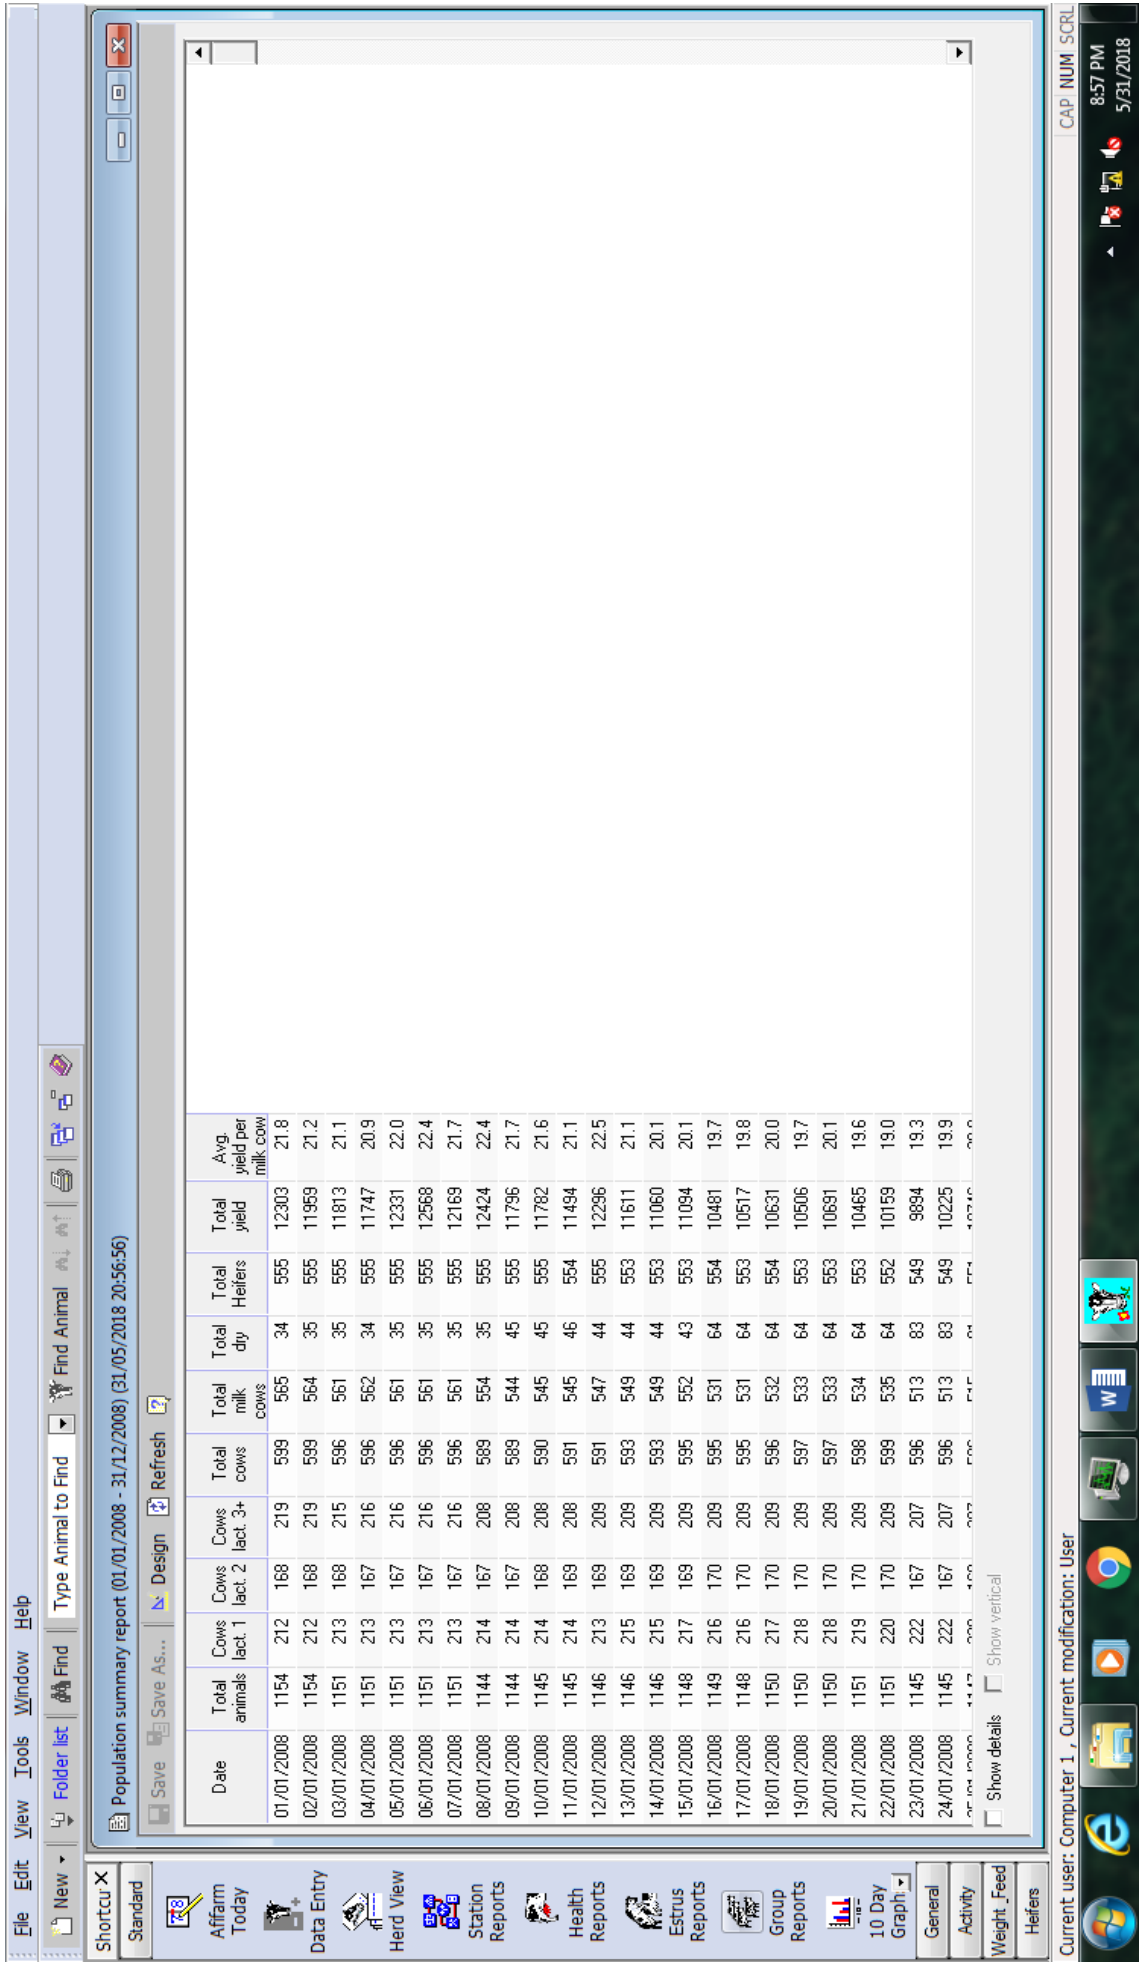 File Edit View Tools Window Help
New Folder list Find Type Animal to Find Find Animal
Shortcu X
Standard
Afifarm
Today
Data Entry
Herd View
Station
Reports
Health
Reports
Estrus
Reports
Group
Reports
10 Day
Graph
General
Activity
Weight_Feed
Heifers
Population summary report (01/01/2008 - 31/12/2008) (31/05/2018 20:56:56)
Save Save As... Design Refresh
Date Total animals Cows lact. 1 Cows lact. 2 Cows lact. 3+ Total cows Total milk cows Total dry Total Heifers Total yield Avg. yield per milk cow
01/01/2008 1154 212 168 219 599 565 34 555 12303 21.8
02/01/2008 1154 212 168 219 599 564 35 555 11959 21.2
03/01/2008 1151 213 168 215 596 561 35 555 11813 21.1
04/01/2008 1151 213 167 216 596 562 34 555 11747 20.9
05/01/2008 1151 213 167 216 596 561 35 555 12331 22.0
06/01/2008 1151 213 167 216 596 561 35 555 12568 22.4
07/01/2008 1151 213 167 216 596 561 35 555 12169 21.7
08/01/2008 1144 214 167 208 589 554 35 555 12424 22.4
09/01/2008 1144 214 167 208 589 544 45 555 11796 21.7
10/01/2008 1145 214 168 208 590 545 45 555 11782 21.6
11/01/2008 1145 214 169 208 591 545 46 554 11494 21.1
12/01/2008 1146 213 169 209 591 547 44 555 12296 22.5
13/01/2008 1146 215 169 209 593 549 44 553 11611 21.1
14/01/2008 1146 215 169 209 593 549 44 553 11060 20.1
15/01/2008 1148 217 169 209 595 552 43 553 11094 20.1
16/01/2008 1149 216 170 209 595 531 64 554 10481 19.7
17/01/2008 1148 216 170 209 595 531 64 553 10517 19.8
18/01/2008 1150 217 170 209 596 532 64 554 10631 20.0
19/01/2008 1150 218 170 209 597 533 64 553 10506 19.7
20/01/2008 1150 218 170 209 597 533 64 553 10691 20.1
21/01/2008 1151 219 170 209 598 534 64 553 10465 19.6
22/01/2008 1151 220 170 209 599 535 64 552 10159 19.0
23/01/2008 1145 222 167 207 596 513 83 549 9894 19.3
24/01/2008 1145 222 167 207 596 513 83 549 10225 19.9
Show details Show vertical
Current user: Computer 1 , Current modification: User CAP NUM SCRL
8:57 PM
5/31/2018